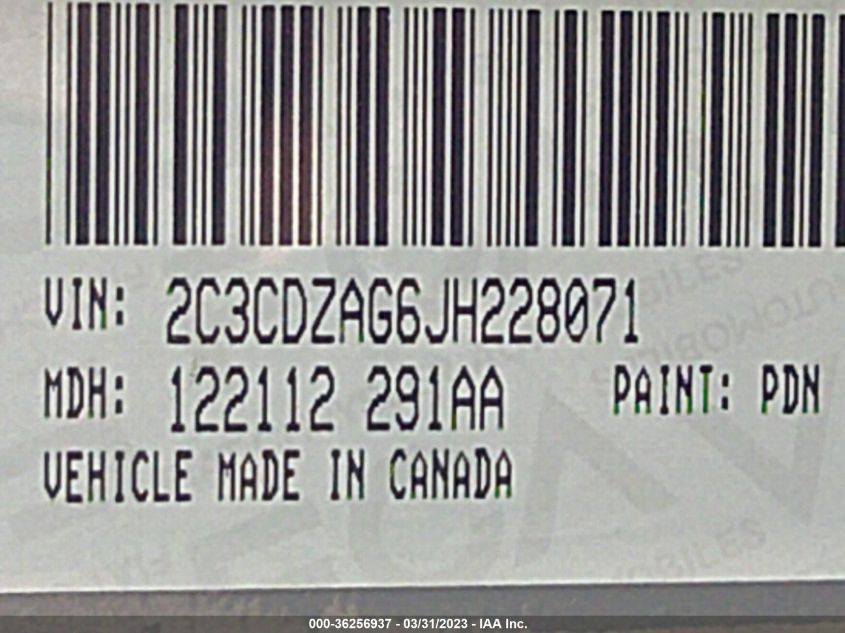 VIN: 2C3CDZAG6JH228071
MDH: 122112 291AA PAINT: PDN
VEHICLE MADE IN CANADA
000-36256937 - 03/31/2023 - IAA Inc.